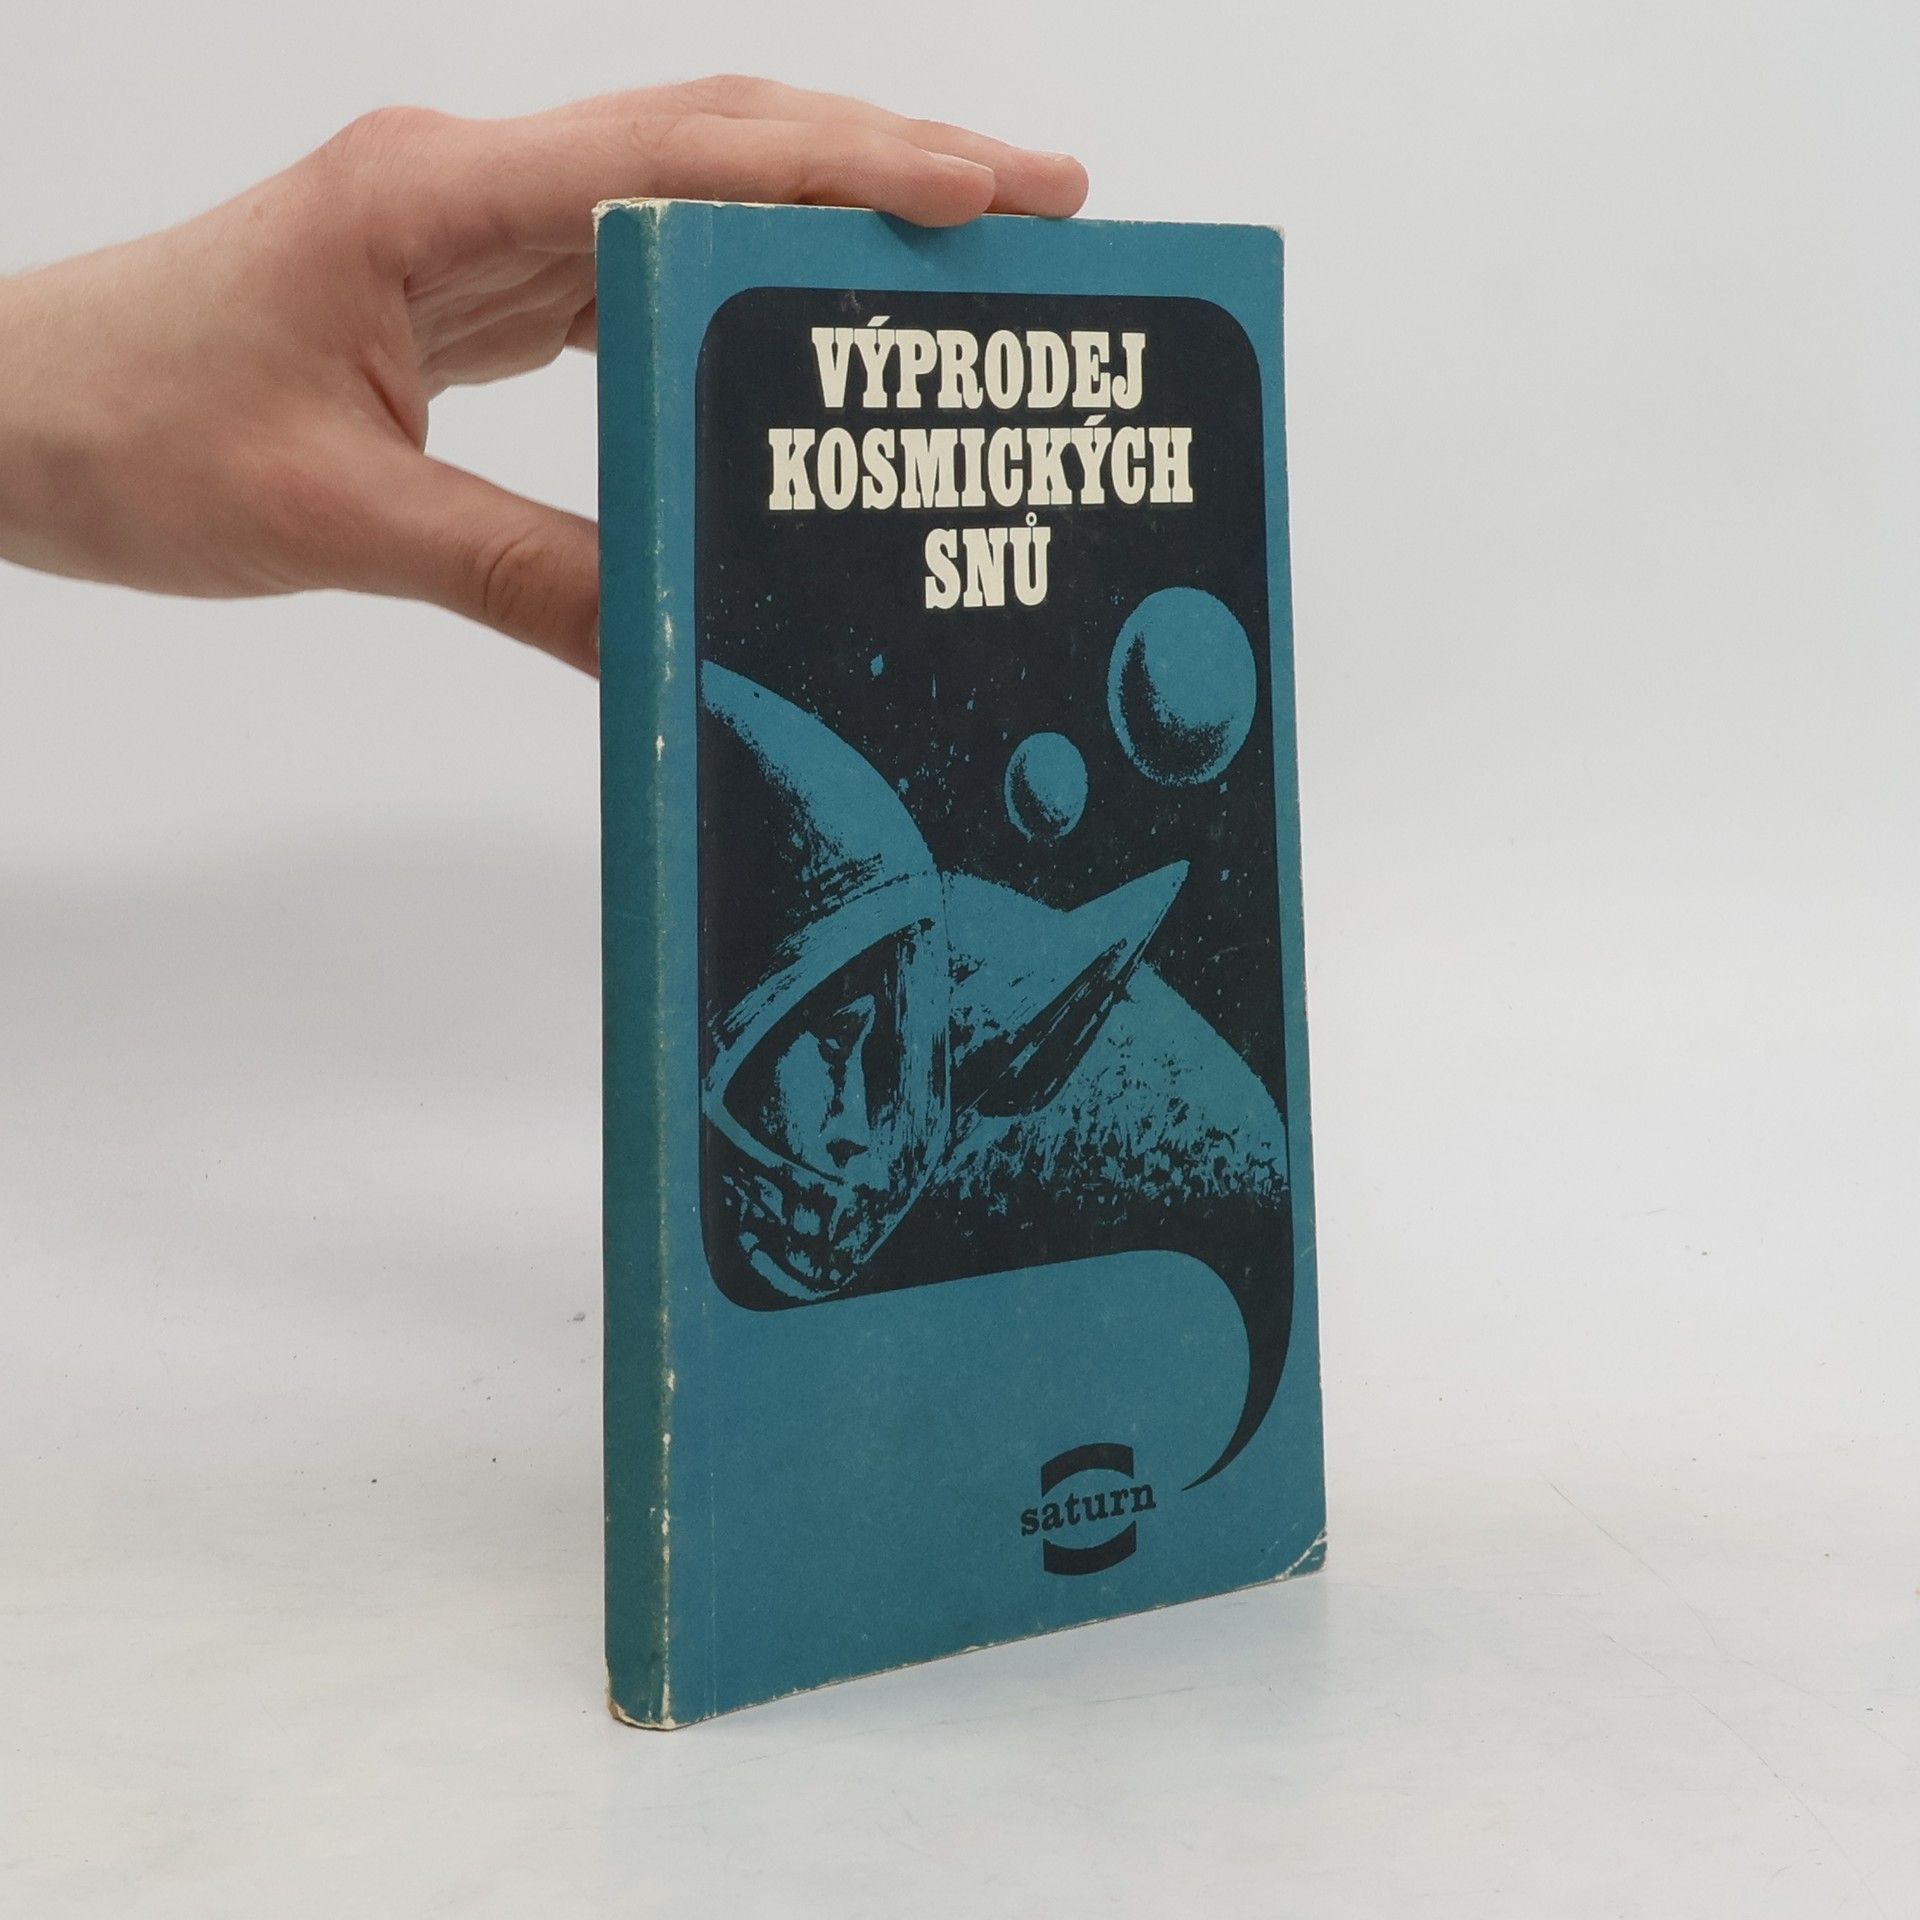 VÝPRODEJ
KOSMICKÝCH
SNŮ
saturn